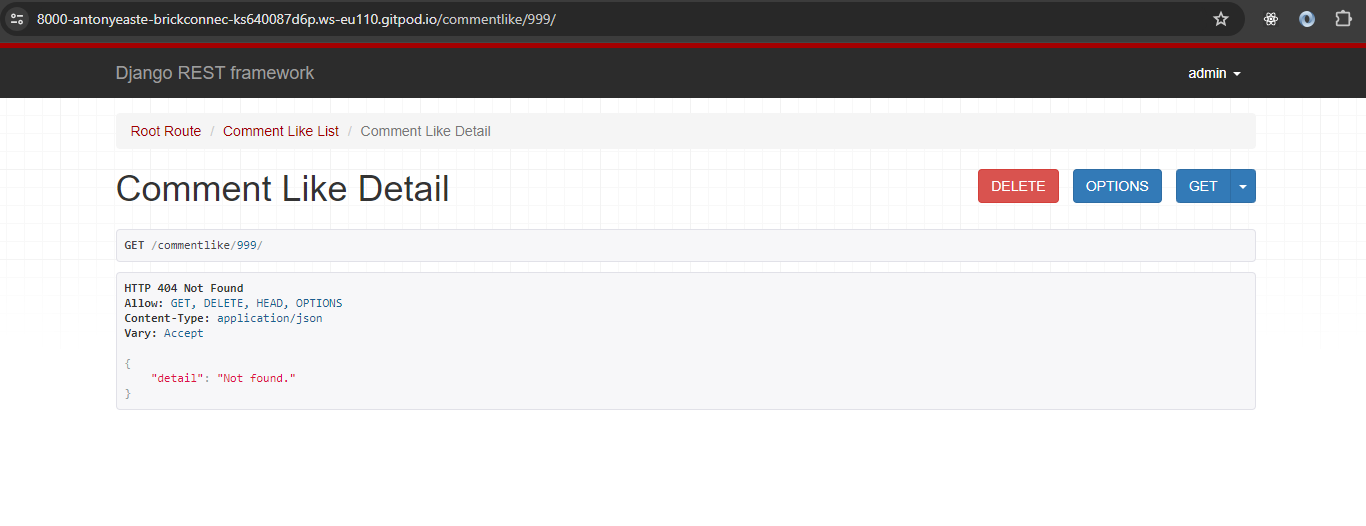 8000-antonyeaste-brickconnec-ks640087d6p.ws-eu110.gitpod.io/commentlike/999/
Django REST framework
admin
Root Route / Comment Like List / Comment Like Detail
Comment Like Detail
DELETE
OPTIONS
GET
GET /commentlike/999/
HTTP 404 Not Found
Allow: GET, DELETE, HEAD, OPTIONS
Content-Type: application/json
Vary: Accept
{
"detail": "Not found."
}